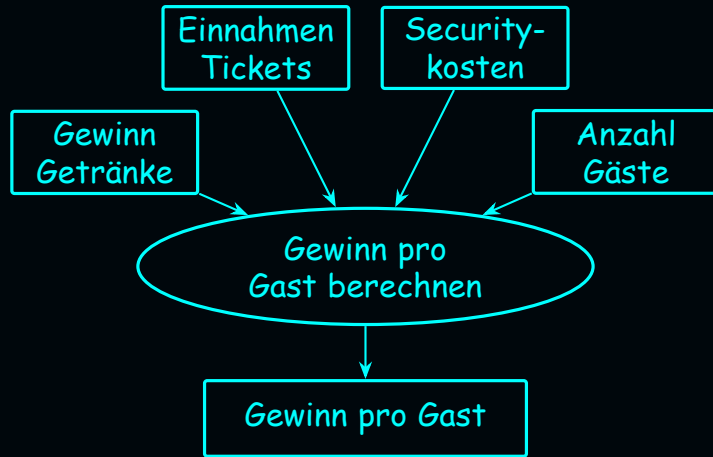 Einnahmen
Tickets
Security-
kosten
Gewinn
Getränke
Anzahl
Gäste
Gewinn pro
Gast berechnen
Gewinn pro Gast